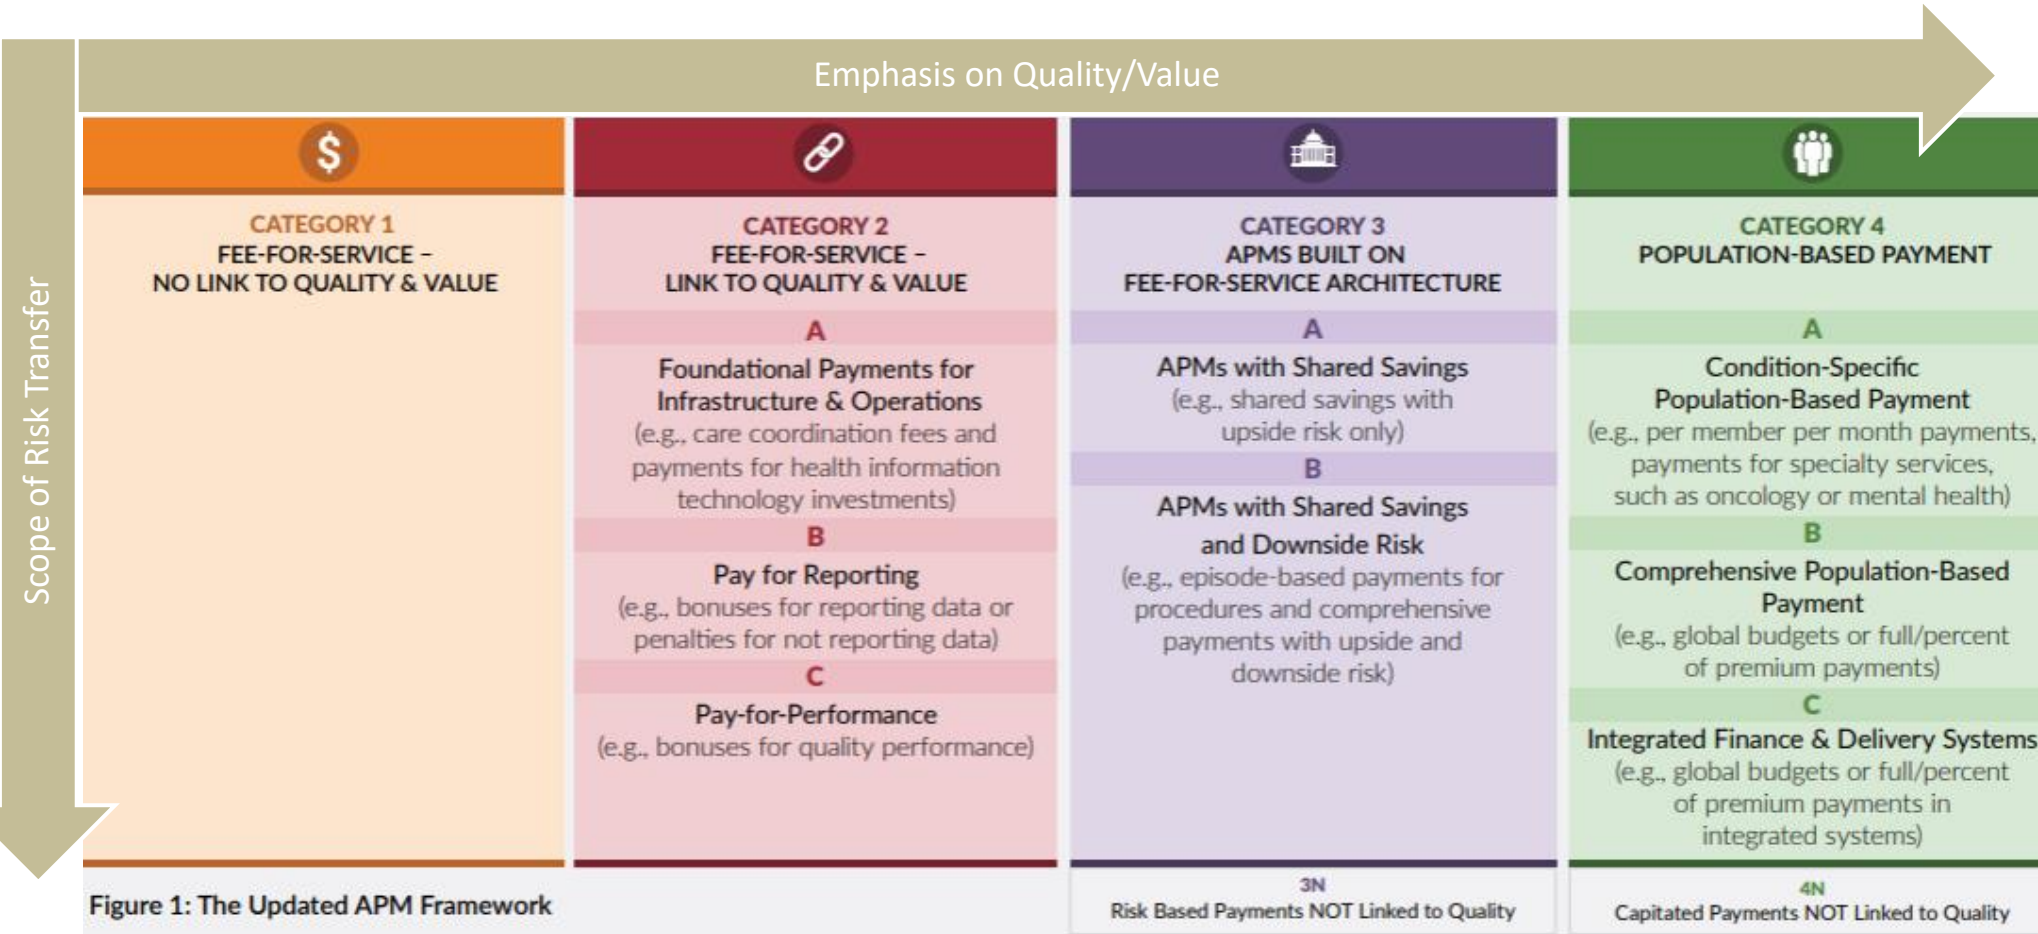 Emphasis on Quality/Value
Scope of Risk Transfer
$
CATEGORY 1
FEE-FOR-SERVICE –
NO LINK TO QUALITY & VALUE
CATEGORY 2
FEE-FOR-SERVICE –
LINK TO QUALITY & VALUE
A
Foundational Payments for
Infrastructure & Operations
(e.g., care coordination fees and
payments for health information
technology investments)
B
Pay for Reporting
(e.g., bonuses for reporting data or
penalties for not reporting data)
C
Pay-for-Performance
(e.g., bonuses for quality performance)
CATEGORY 3
APMS BUILT ON
FEE-FOR-SERVICE ARCHITECTURE
A
APMs with Shared Savings
(e.g., shared savings with
upside risk only)
B
APMs with Shared Savings
and Downside Risk
(e.g., episode-based payments for
procedures and comprehensive
payments with upside and
downside risk)
CATEGORY 4
POPULATION-BASED PAYMENT
A
Condition-Specific
Population-Based Payment
(e.g., per member per month payments,
payments for specialty services,
such as oncology or mental health)
B
Comprehensive Population-Based
Payment
(e.g., global budgets or full/percent
of premium payments)
C
Integrated Finance & Delivery Systems
(e.g., global budgets or full/percent
of premium payments in
integrated systems)
Figure 1: The Updated APM Framework
3N
Risk Based Payments NOT Linked to Quality
4N
Capitated Payments NOT Linked to Quality